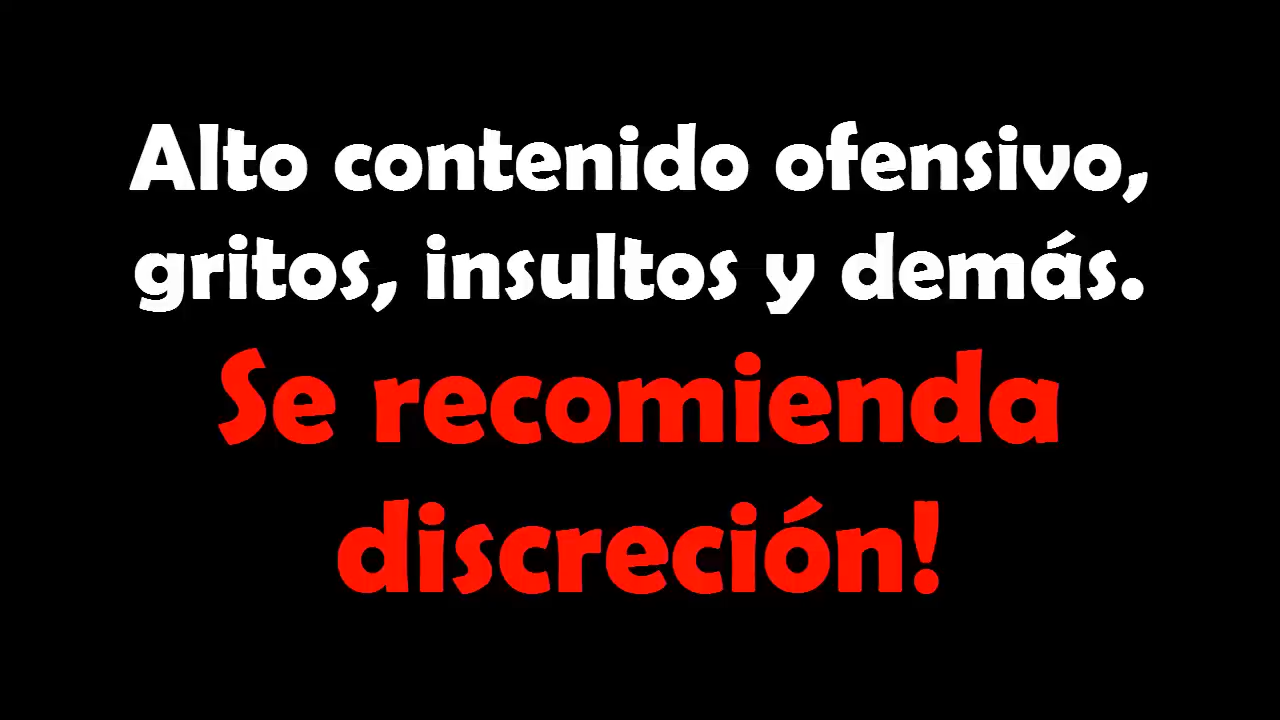 Alto contenido ofensivo,
gritos, insultos y demás.
Se recomienda
discreción!